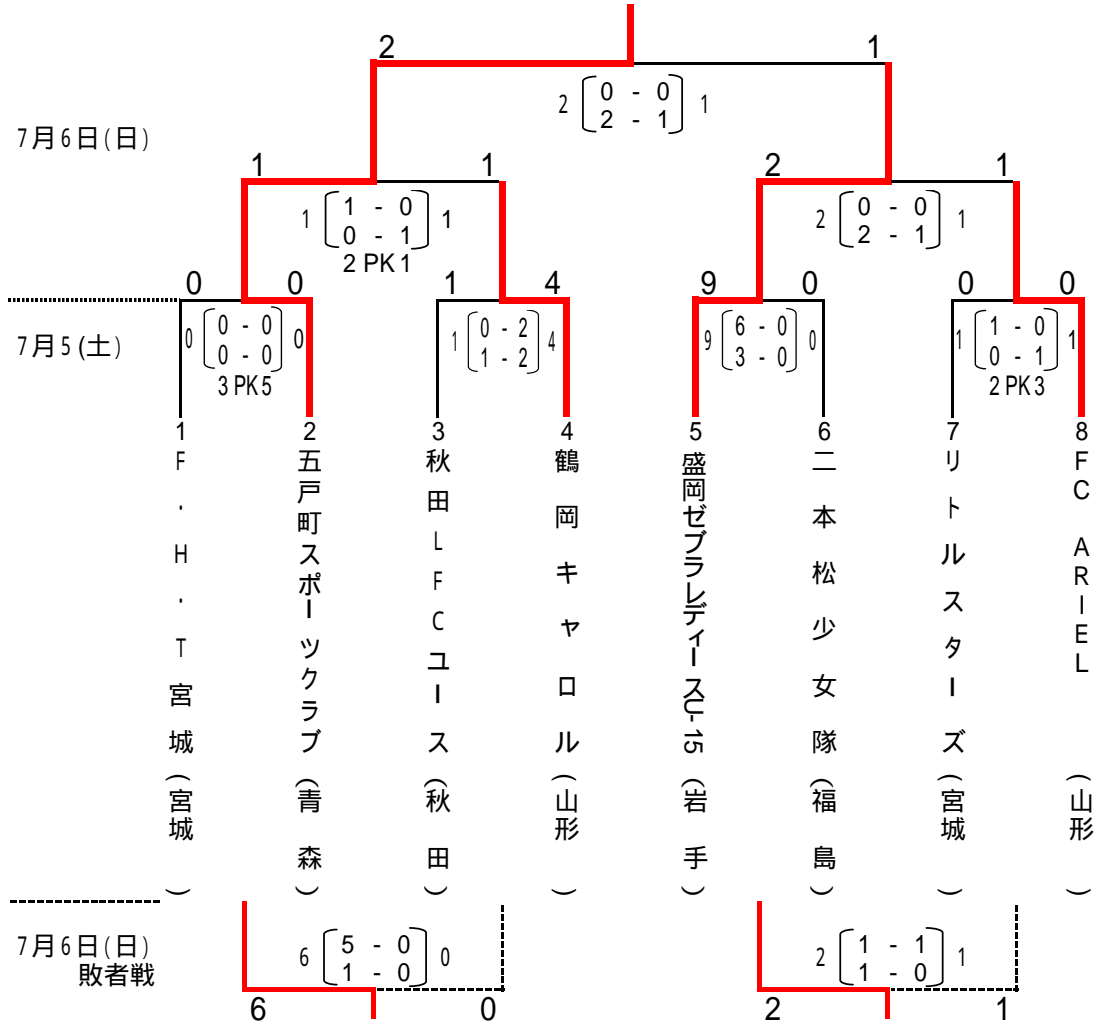 2 1
2 0 - 0 1
2 - 1
7月6日(日)
1 1 2 1
1 1 - 0 1 2 0 - 0 1
0 - 1 2 - 1
2 PK 1
0 0 1 4 9 0 0 0
7月5(土)
0 0 - 0 0 1 0 - 2 4 9 6 - 0 0 1 1 - 0 1
0 - 0 1 - 2 3 - 0 0 - 1
3 PK 5 2 PK 3
1 2 3 4 5 6 7 8
F・H・T宮城(宮城)
五戸町スポーツクラブ(青森)
秋田LFCユース(秋田)
鶴岡キャロル(山形)
盛岡ゼブラレディースU-15(岩手)
二本松少女隊(福島)
リトルスターズ(宮城)
FC ARIEL(山形)
7月6日(日)
敗者戦
6 5 - 0 0 2 1 - 1 1
1 - 0 1 - 0
6 0 2 1